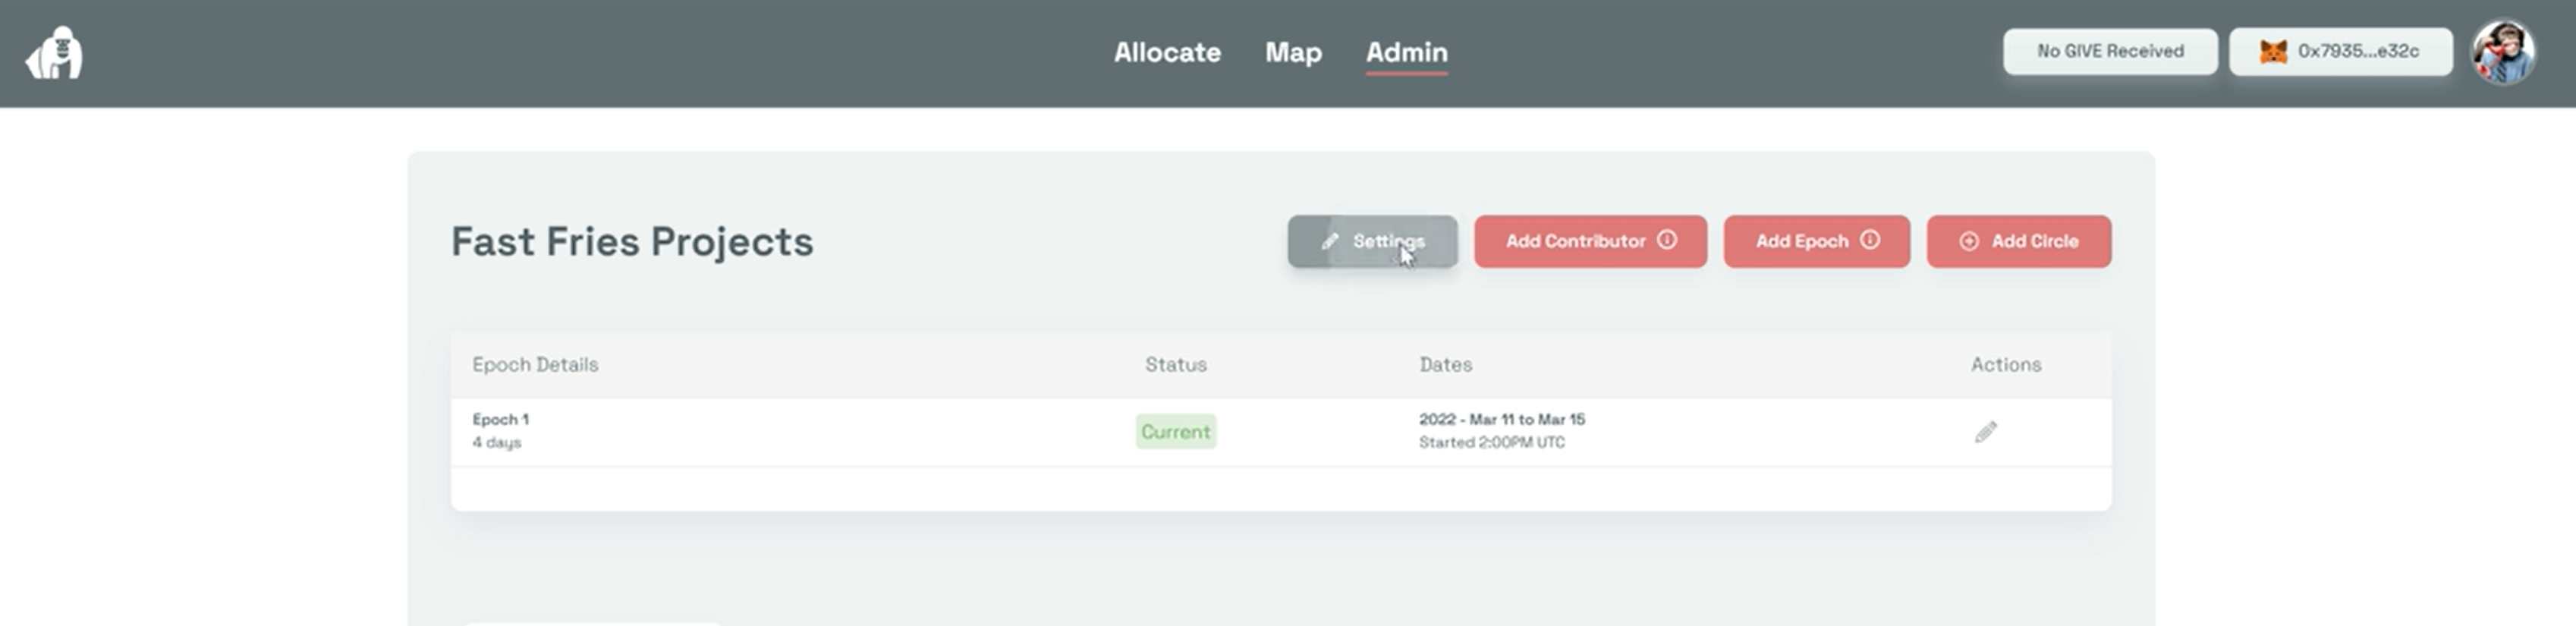 Allocate Map Admin
No GIVE Received
0x7935...e32c
Fast Fries Projects
Settings
Add Contributor
Add Epoch
Add Circle
Epoch Details Status Dates Actions
Epoch 1
4 days
Current
2022 - Mar 11 to Mar 15
Started 2:00PM UTC